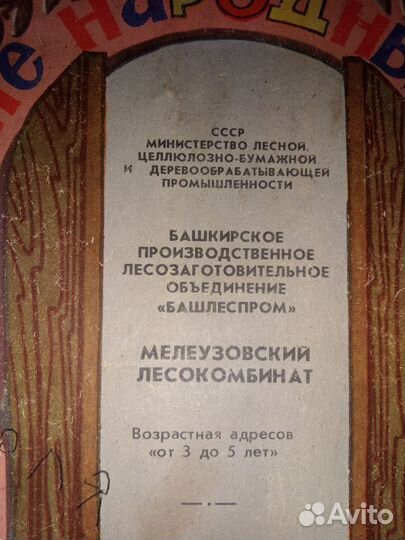 НАРОДНЫ
СССР
МИНИСТЕРСТВО ЛЕСНОЙ,
ЦЕЛЛЮЛОЗНО-БУМАЖНОЙ
И ДЕРЕВООБРАБАТЫВАЮЩЕЙ
ПРОМЫШЛЕННОСТИ
БАШКИРСКОЕ
ПРОИЗВОДСТВЕННОЕ
ЛЕСОЗАГОТОВИТЕЛЬНОЕ
ОБЪЕДИНЕНИЕ
«БАШЛЕСПРОМ»
МЕЛЕУЗОВСКИЙ
ЛЕСОКОМБИНАТ
Возрастная адресов
«от 3 до 5 лет»
Avito